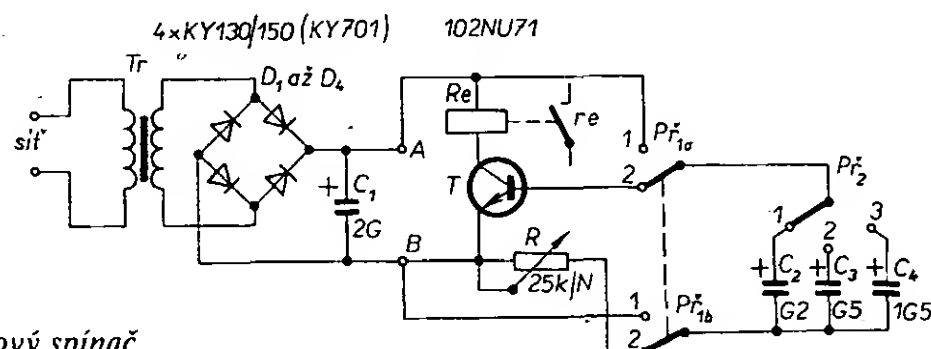 4×KY130/150 (KY701) 102NU71
Tr
D₁ až D₄
síť
A
+ C₁
2G
B
Re
re
T
R
25k/N
1
Př₁ₐ
2
Př₂
1
2
3
+ C₂
G2
+ C₃
G5
+ C₄
1G5
1
Př₁b
2
ový spínač